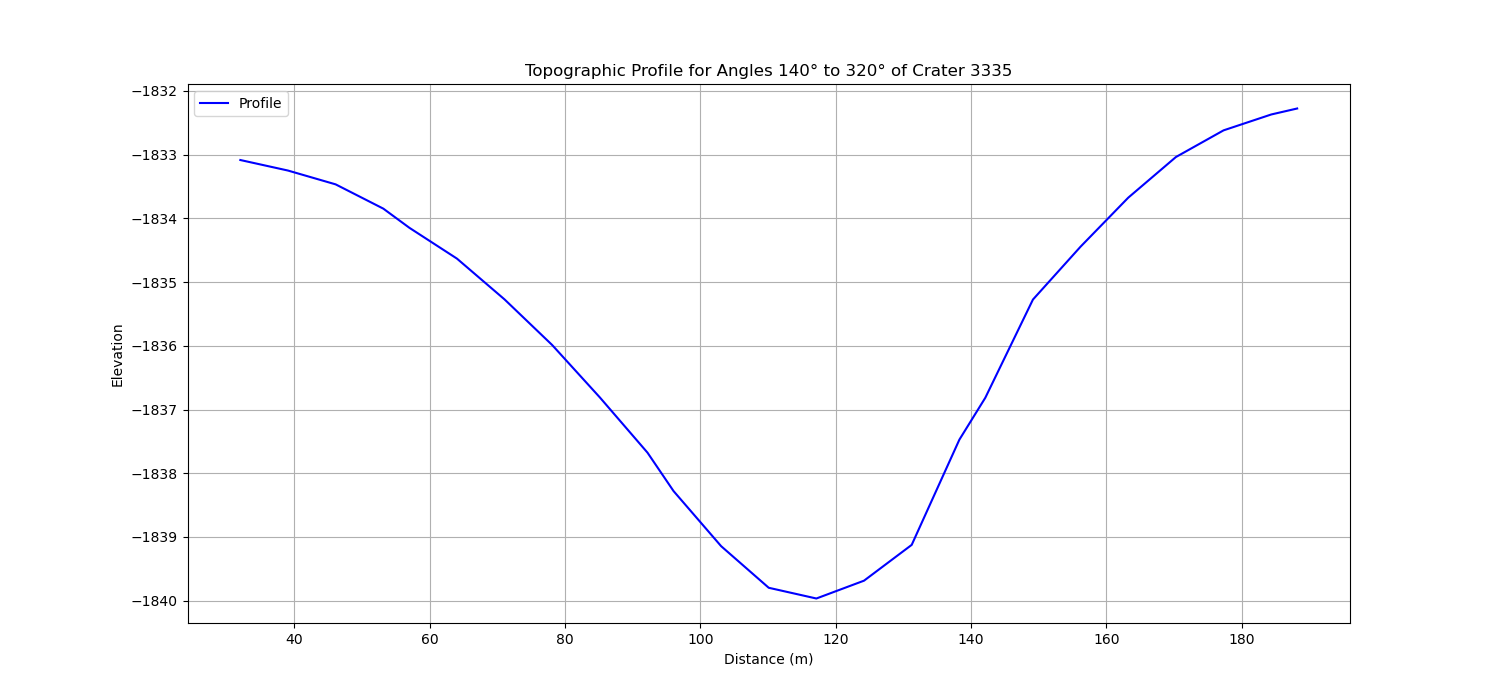 Topographic Profile for Angles 140° to 320° of Crater 3335
Profile
−1832
−1833
−1834
−1835
−1836
−1837
−1838
−1839
−1840
Elevation
40 60 80 100 120 140 160 180
Distance (m)